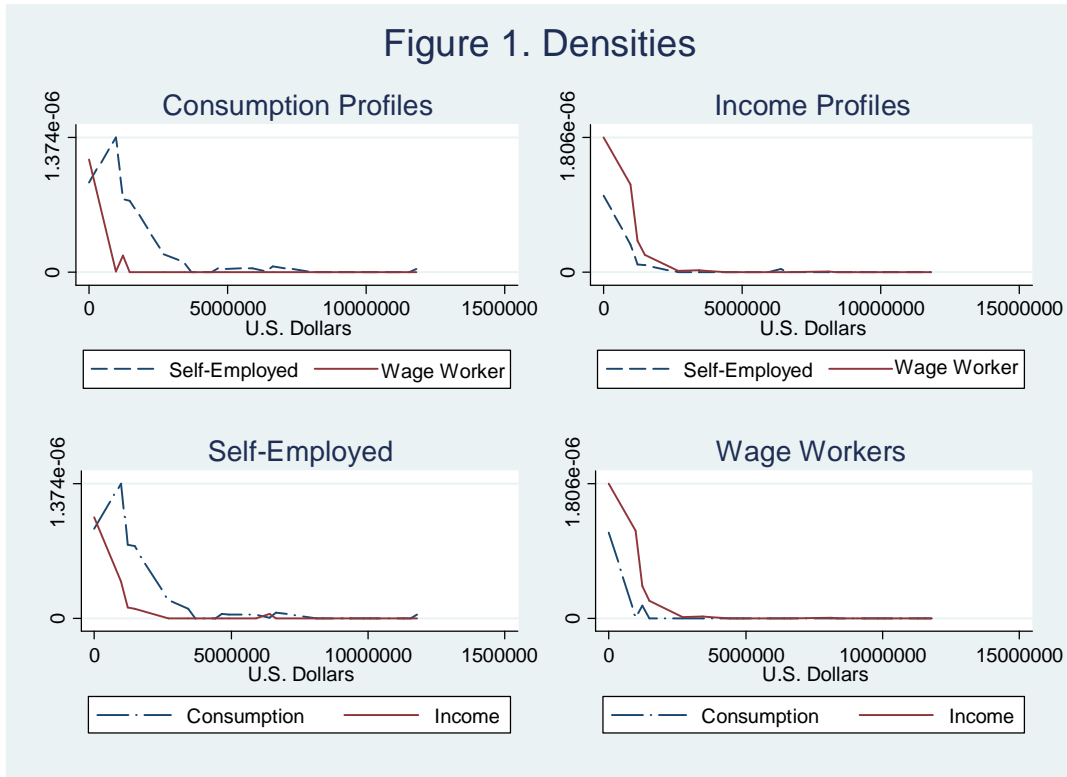 Figure 1. Densities
Consumption Profiles
1.374e-06
0
0 5000000 10000000 15000000
U.S. Dollars
Self-Employed Wage Worker
Income Profiles
1.806e-06
0
0 5000000 10000000 15000000
U.S. Dollars
Self-Employed Wage Worker
Self-Employed
1.374e-06
0
0 5000000 10000000 15000000
U.S. Dollars
Consumption Income
Wage Workers
1.806e-06
0
0 5000000 10000000 15000000
U.S. Dollars
Consumption Income